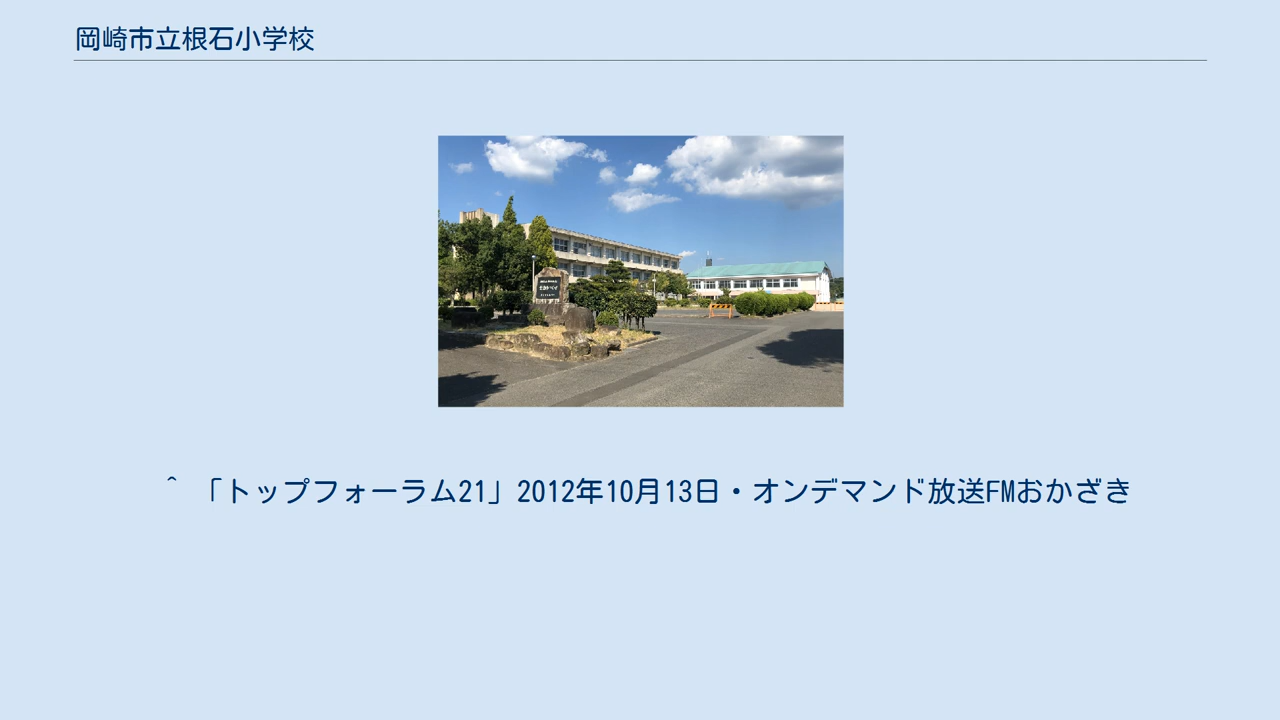 岡崎市立根石小学校
^ 「トップフォーラム21」2012年10月13日・オンデマンド放送FMおかざき